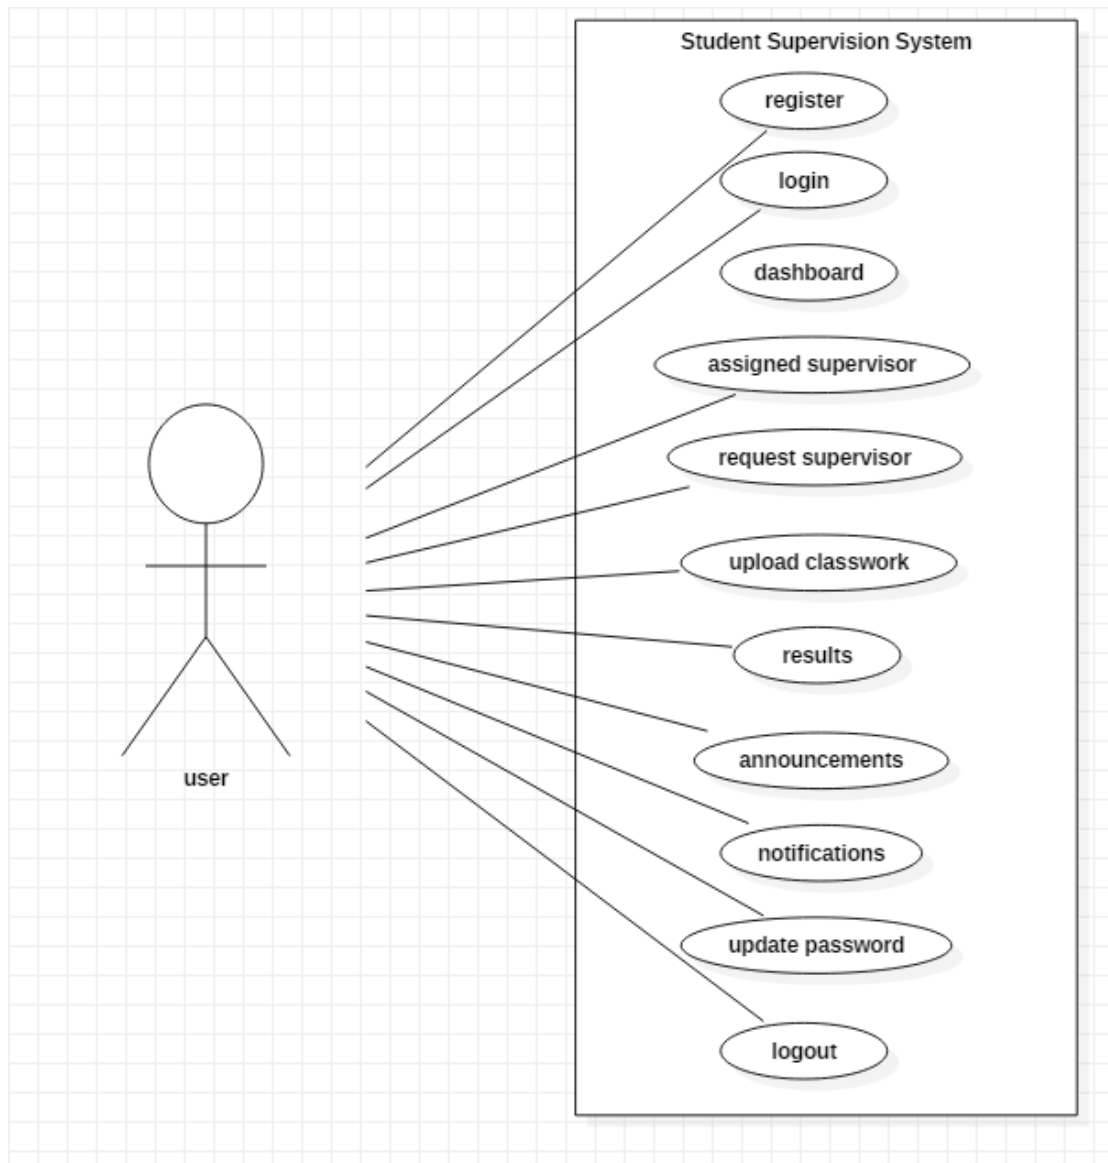 Student Supervision System
register
login
dashboard
assigned supervisor
request supervisor
upload classwork
results
announcements
notifications
update password
logout
user